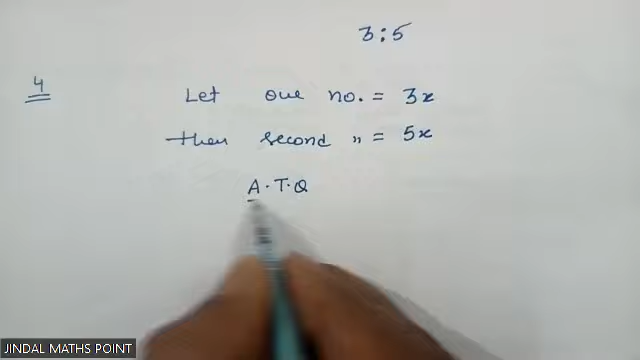 3:5
4
Let one no. = 3x
then second " = 5x
A.T.Q
JINDAL MATHS POINT